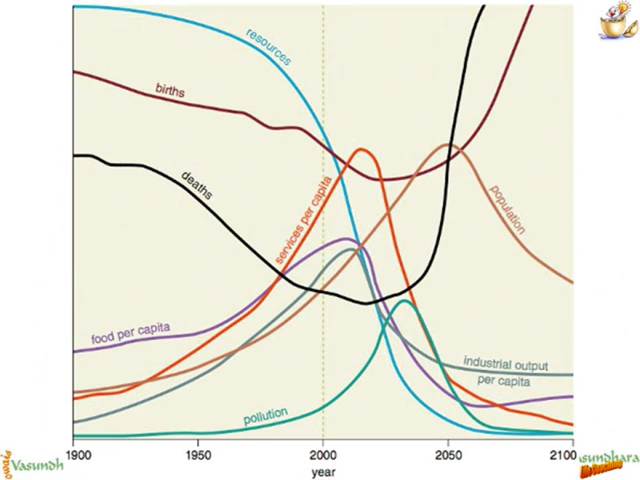 resources
births
deaths
services per capita
population
food per capita
industrial output
per capita
pollution
1900
1950
2000
2050
2100
year
Vasundh
asundhara